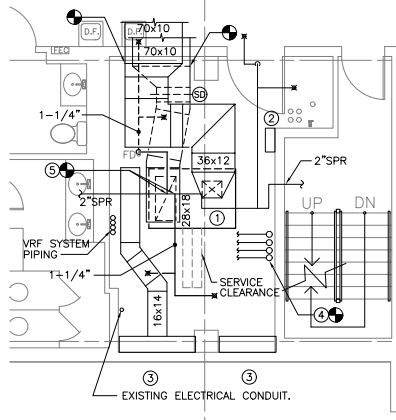 D.F.
D.F.
70x10
F.E.C
70x10
SD
1-1/4"
2
FD
36x12
2"SPR
5
X
2"SPR
28x18
1
UP
DN
VRF SYSTEM
PIPING
1-1/4"
SERVICE
CLEARANCE
16x14
4
3
3
EXISTING ELECTRICAL CONDUIT.